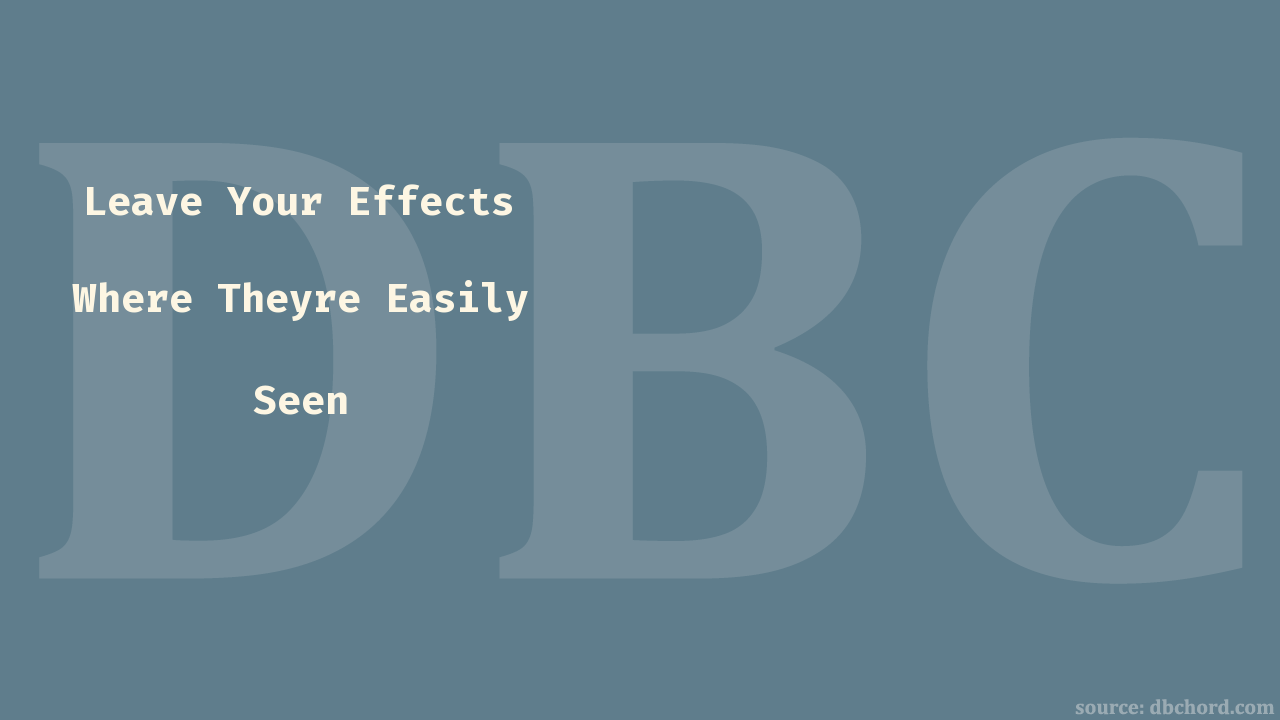 Leave Your Effects
Where Theyre Easily
Seen
DBC
source: dbchord.com